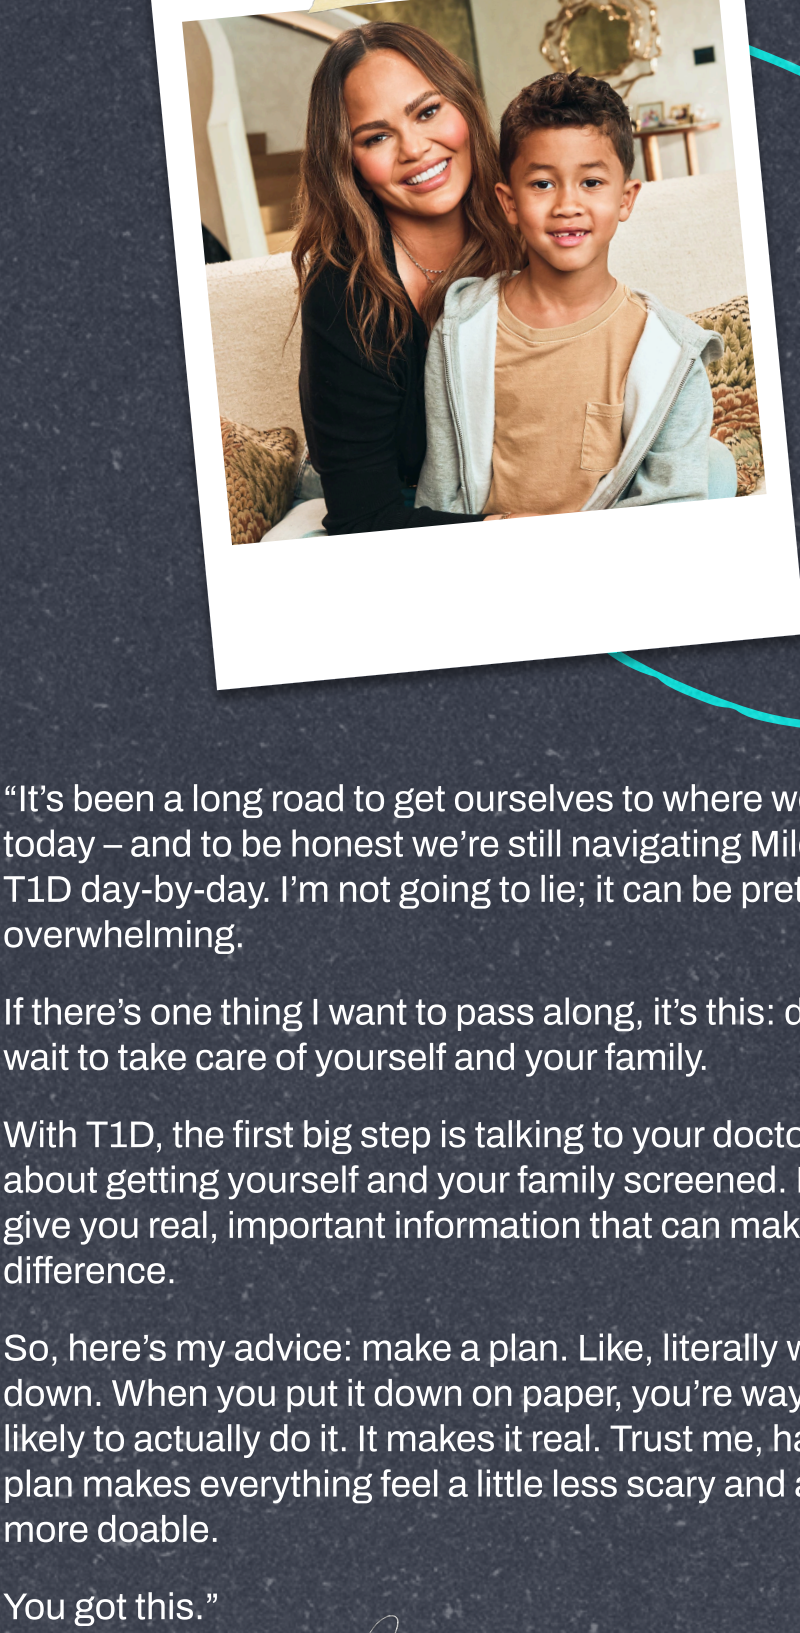 “It’s been a long road to get ourselves to where
today – and to be honest we’re still navigating
T1D day-by-day. I’m not going to lie; it can be
overwhelming.
If there’s one thing I want to pass along, it’s this:
wait to take care of yourself and your family.
With T1D, the first big step is talking to your
about getting yourself and your family screened.
give you real, important information that can
difference.
So, here’s my advice: make a plan. Like, literally
down. When you put it down on paper, you’re way
likely to actually do it. It makes it real. Trust me,
plan makes everything feel a little less scary and
more doable.
You got this.”